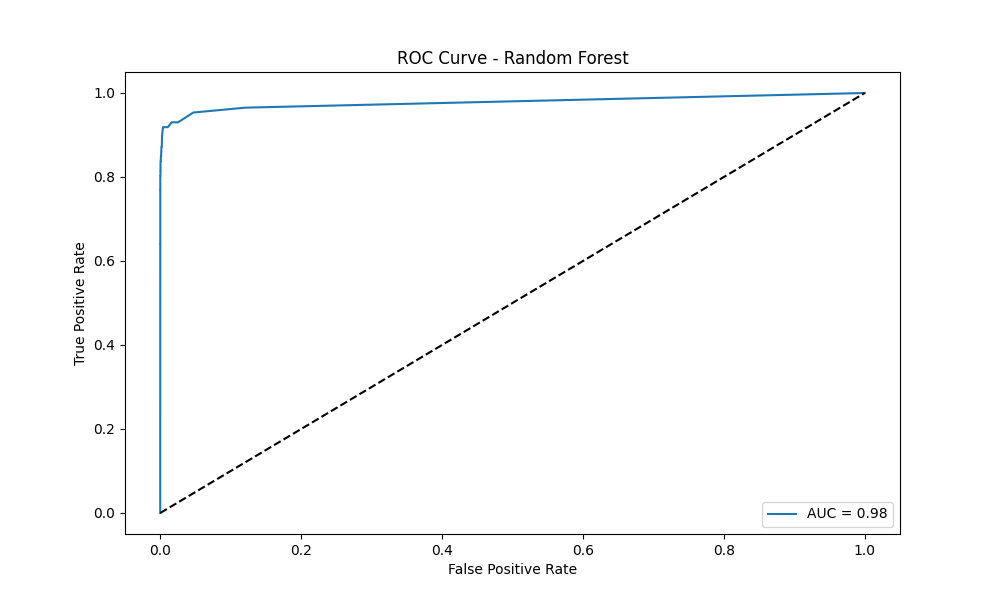 ROC Curve - Random Forest
True Positive Rate
1.0
0.8
0.6
0.4
0.2
0.0
AUC = 0.98
0.0 0.2 0.4 0.6 0.8 1.0
False Positive Rate